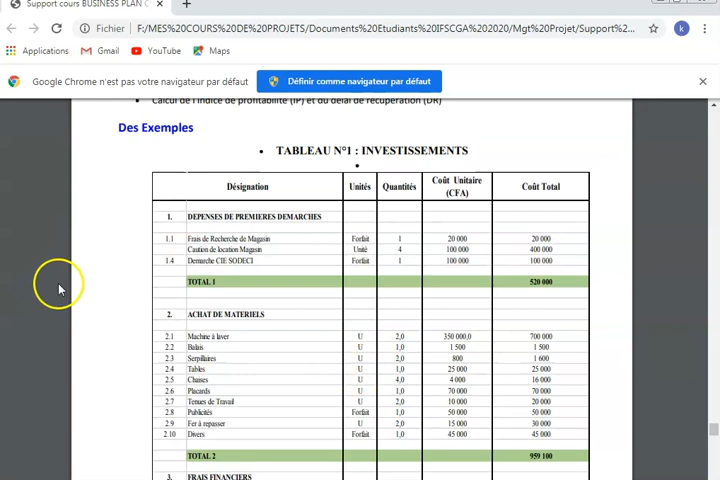 Support cours BUSINESS PLAN C
Fichier F:/MES%20COURS%20DE%20PROJETS/Documents%20Etudiants%20IFSCGA%202020/Mgt%20Projet/Support%2...
k
Applications Gmail YouTube Maps
Google Chrome n'est pas votre navigateur par défaut Définir comme navigateur par défaut
• Calcul de l'indice de profitabilité (IP) et du délai de récupération (DR)
Des Exemples
• TABLEAU N°1 : INVESTISSEMENTS
•
Désignation Unités Quantités Coût Unitaire (CFA) Coût Total
1. DEPENSES DE PREMIERES DEMARCHES
1.1 Frais de Recherche de Magasin Forfait 1 20 000 20 000
Caution de location Magasin Unité 4 100 000 400 000
1.4 Demarche CIE SODECI Forfait 1 100 000 100 000
TOTAL 1 520 000
2. ACHAT DE MATERIELS
2.1 Machine à laver U 2,0 350 000,0 700 000
2.2 Balais U 1,0 1 500 1 500
2.3 Serpillaires U 2,0 800 1 600
2.4 Tables U 1,0 25 000 25 000
2.5 Chaises U 4,0 4 000 16 000
2.6 Placards U 1,0 70 000 70 000
2.7 Tenues de Travail U 2,0 10 000 20 000
2.8 Publicités Forfait 1,0 50 000 50 000
2.9 Fer à repasser U 2,0 15 000 30 000
2.10 Divers Forfait 1,0 45 000 45 000
TOTAL 2 959 100
3. FRAIS FINANCIERS